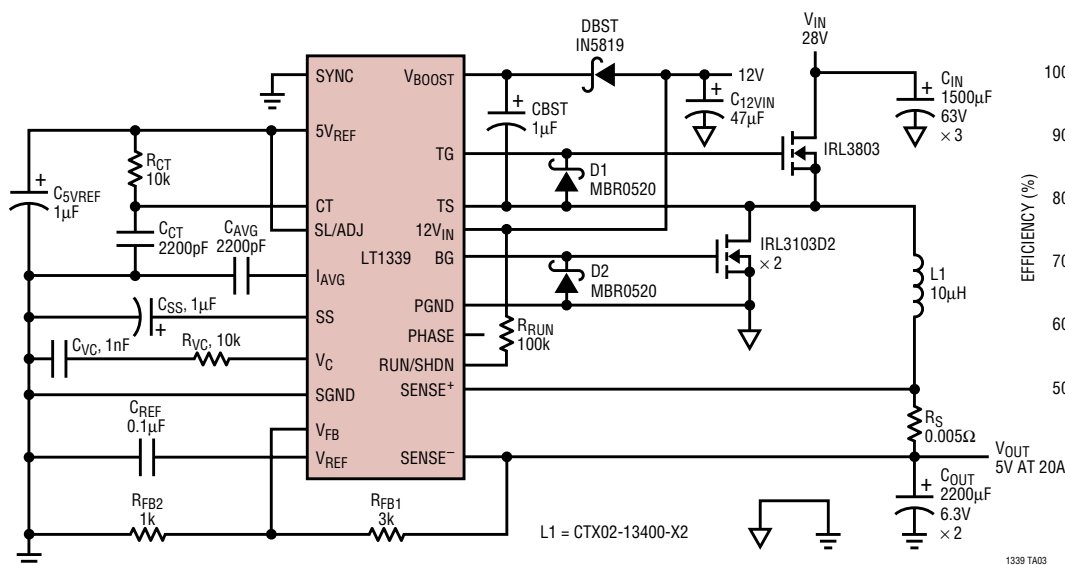 DBST
IN5819
VIN
28V
SYNC
VBOOST
12V
+
CIN
1500µF
63V
× 3
+
C12VIN
47µF
+
CBST
1µF
5VREF
RCT
10k
TG
IRL3803
D1
MBR0520
+
C5VREF
1µF
CT
TS
CCT
2200pF
CAVG
2200pF
SL/ADJ
12VIN
LT1339
BG
IRL3103D2
× 2
L1
10µH
IAVG
D2
MBR0520
CSS, 1µF
+
SS
PGND
RRUN
100k
PHASE
CVC, 1nF
RVC, 10k
VC
RUN/SHDN
SENSE+
SGND
CREF
0.1µF
VFB
RS
0.005Ω
VREF
SENSE–
VOUT
5V AT 20A
+
COUT
2200µF
6.3V
× 2
RFB2
1k
RFB1
3k
L1 = CTX02-13400-X2
1339 TA03
EFFICIENCY (%)
100
90
80
70
60
50